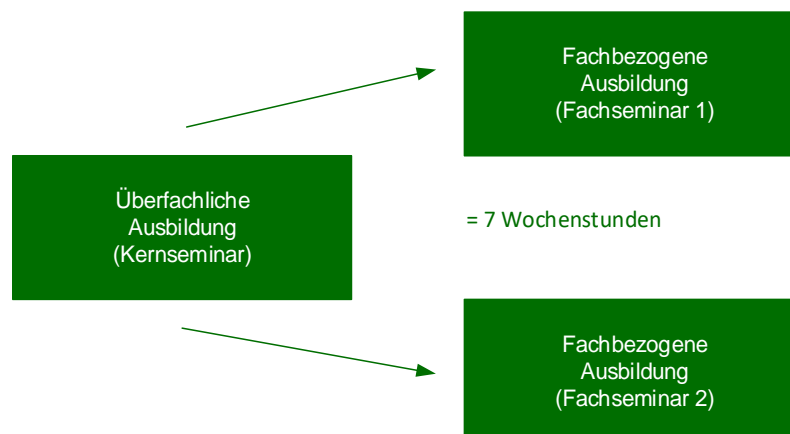 Fachbezogene
Ausbildung
(Fachseminar 1)
Überfachliche
Ausbildung
(Kernseminar)
= 7 Wochenstunden
Fachbezogene
Ausbildung
(Fachseminar 2)